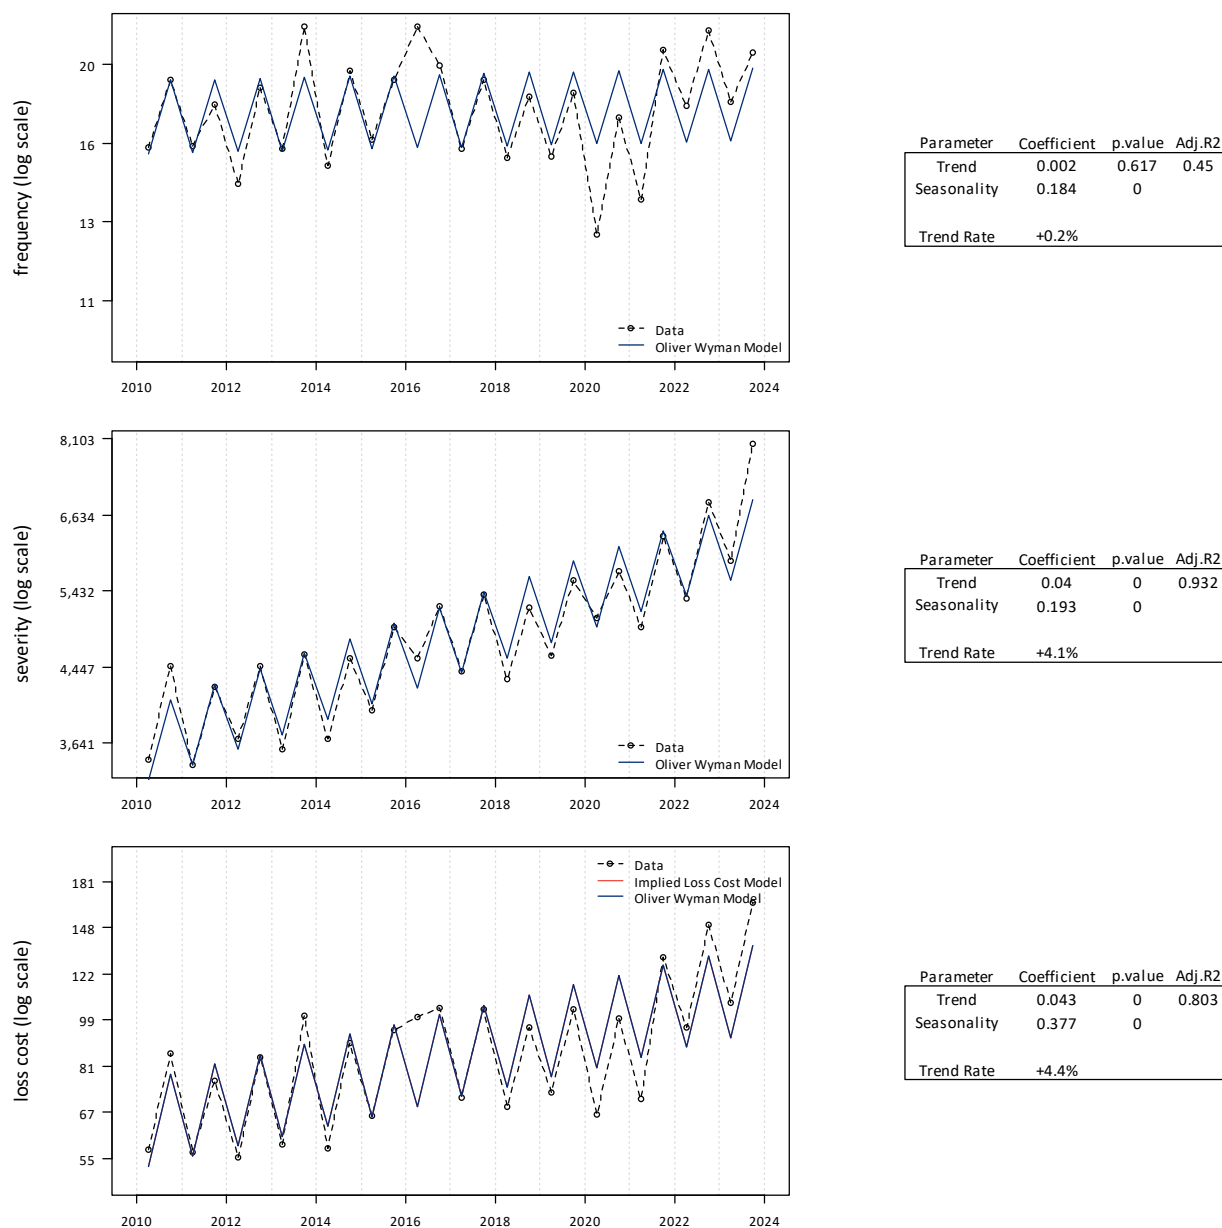 frequency (log scale)
20
16
13
11
Data
Oliver Wyman Model
2010 2012 2014 2016 2018 2020 2022 2024
Parameter Coefficient p.value Adj.R2
Trend 0.002 0.617 0.45
Seasonality 0.184 0
Trend Rate +0.2%
severity (log scale)
8,103
6,634
5,432
4,447
3,641
Data
Oliver Wyman Model
2010 2012 2014 2016 2018 2020 2022 2024
Parameter Coefficient p.value Adj.R2
Trend 0.04 0 0.932
Seasonality 0.193 0
Trend Rate +4.1%
loss cost (log scale)
181
148
122
99
81
67
55
Data
Implied Loss Cost Model
Oliver Wyman Model
2010 2012 2014 2016 2018 2020 2022 2024
Parameter Coefficient p.value Adj.R2
Trend 0.043 0 0.803
Seasonality 0.377 0
Trend Rate +4.4%